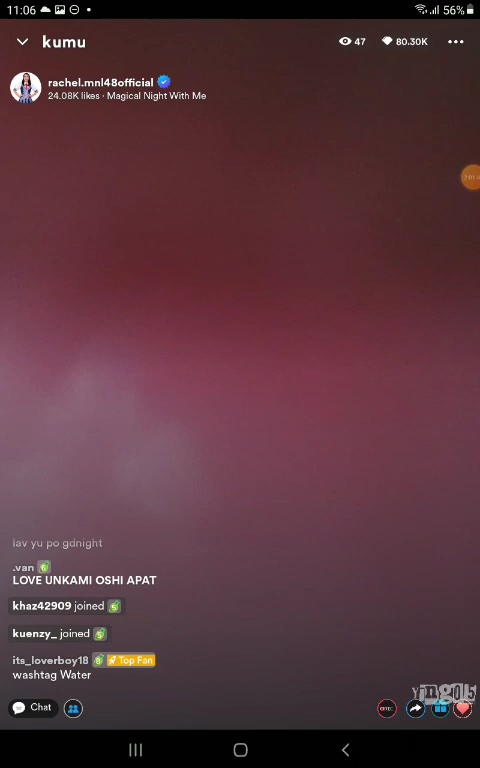 11:06
56%
kumu
47
80.30K
rachel.mnl48official
24.08K likes · Magical Night With Me
lav yu po gdnight
.van
LOVE UNKAMI OSHI APAT
khaz42909 joined
kuenzy_ joined
its_loverboy18 Top Fan
washtag Water
Chat